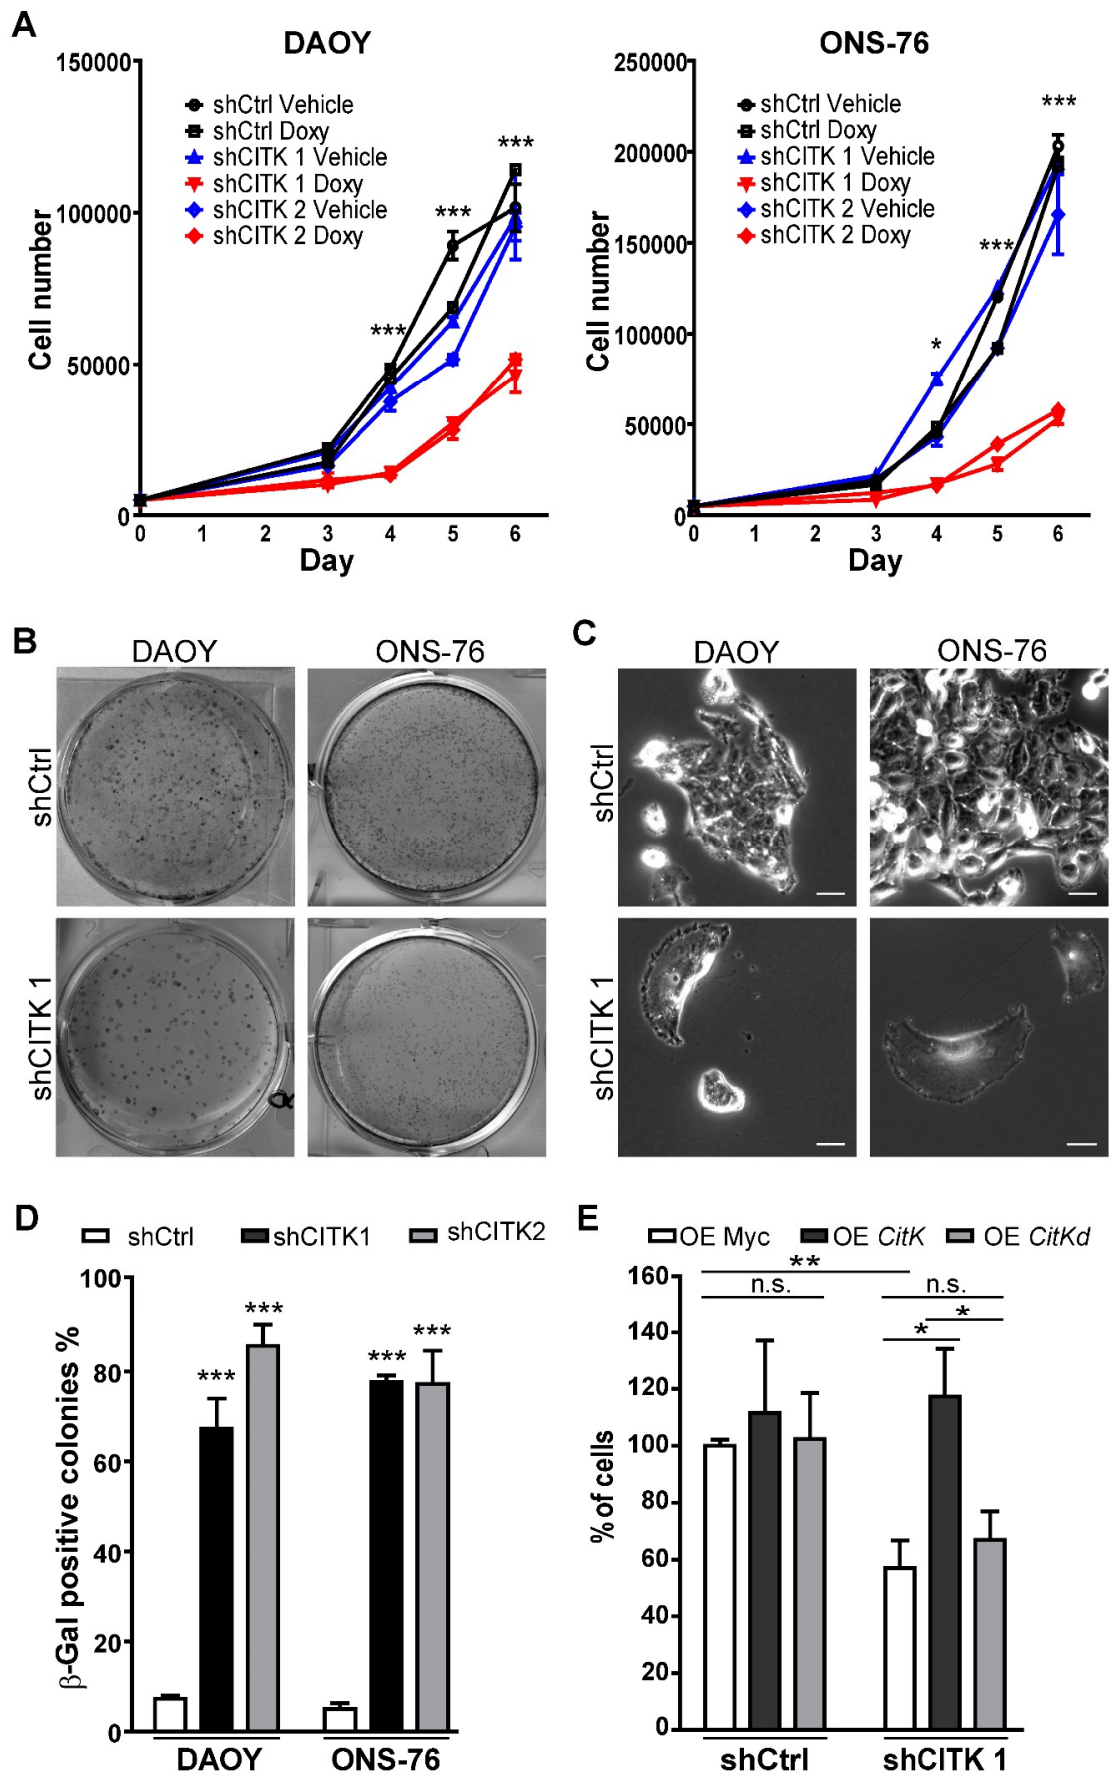 A
DAOY
150000
100000
50000
0
Cell number
shCtrl Vehicle
shCtrl Doxy
shCITK 1 Vehicle
shCITK 1 Doxy
shCITK 2 Vehicle
shCITK 2 Doxy
***
***
***
0 1 2 3 4 5 6
Day
ONS-76
250000
200000
150000
100000
50000
0
Cell number
shCtrl Vehicle
shCtrl Doxy
shCITK 1 Vehicle
shCITK 1 Doxy
shCITK 2 Vehicle
shCITK 2 Doxy
***
***
*
0 1 2 3 4 5 6
Day
B
DAOY ONS-76
shCtrl
shCITK 1
C
DAOY ONS-76
shCtrl
shCITK 1
D
shCtrl shCITK1 shCITK2
100
80
60
40
20
0
β-Gal positive colonies %
*** *** *** ***
DAOY ONS-76
E
OE Myc OE CitK OE CitKd
160
140
120
100
80
60
40
20
0
% of cells
**
n.s. n.s.
*
*
shCtrl shCITK 1